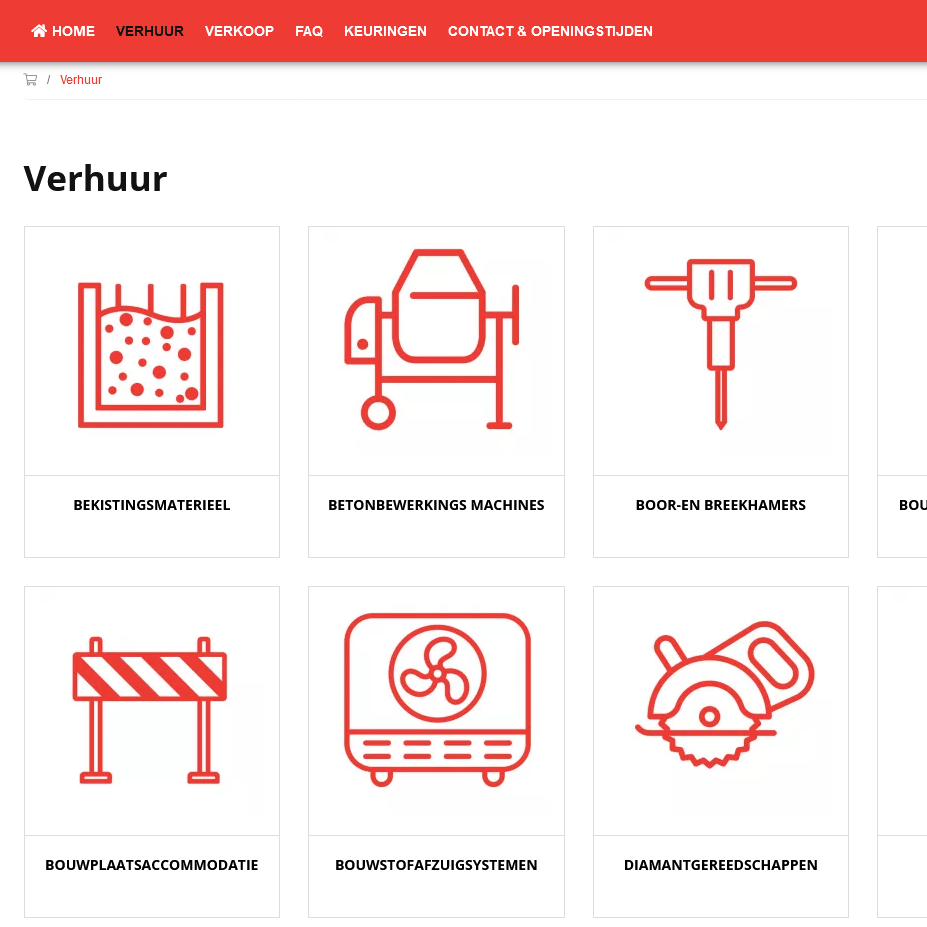 HOME VERHUUR VERKOOP FAQ KEURINGEN CONTACT & OPENINGSTIJDEN
/ Verhuur
Verhuur
BEKISTINGSMATERIEEL BETONBEWERKINGS MACHINES BOOR-EN BREEKHAMERS BOU
BOUWPLAATSACCOMMODATIE BOUWSTOFAFZUIGSYSTEMEN DIAMANTGEREEDSCHAPPEN